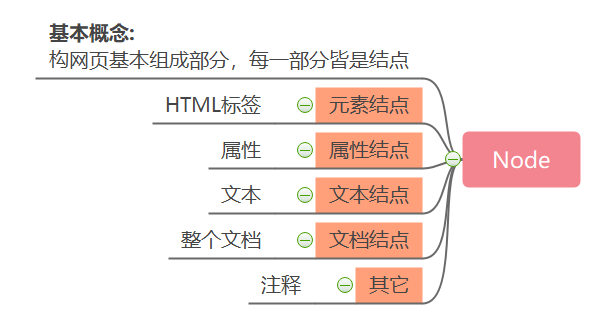 基本概念:
构网页基本组成部分，每一部分皆是结点
HTML标签 元素结点
属性 属性结点
Node
文本 文本结点
整个文档 文档结点
注释 其它